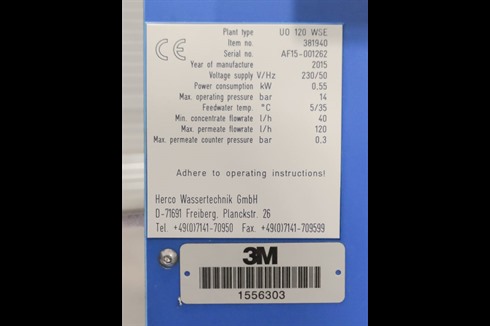 CE
Plant type UO 120 WSE
Item no. 381940
Serial no. AF15-001262
Year of manufacture 2015
Voltage supply V/Hz 230/50
Power consumption kW 0,55
Max. operating pressure bar 14
Feedwater temp. °C 5/35
Min. concentrate flowrate l/h 40
Max. permeate flowrate l/h 120
Max. permeate counter pressure bar 0,3
Adhere to operating instructions!
Herco Wassertechnik GmbH
D-71691 Freiberg. Planckstr. 26
Tel. +49(0)7141-70950 Fax. +49(0)7141-709599
3M
1556303